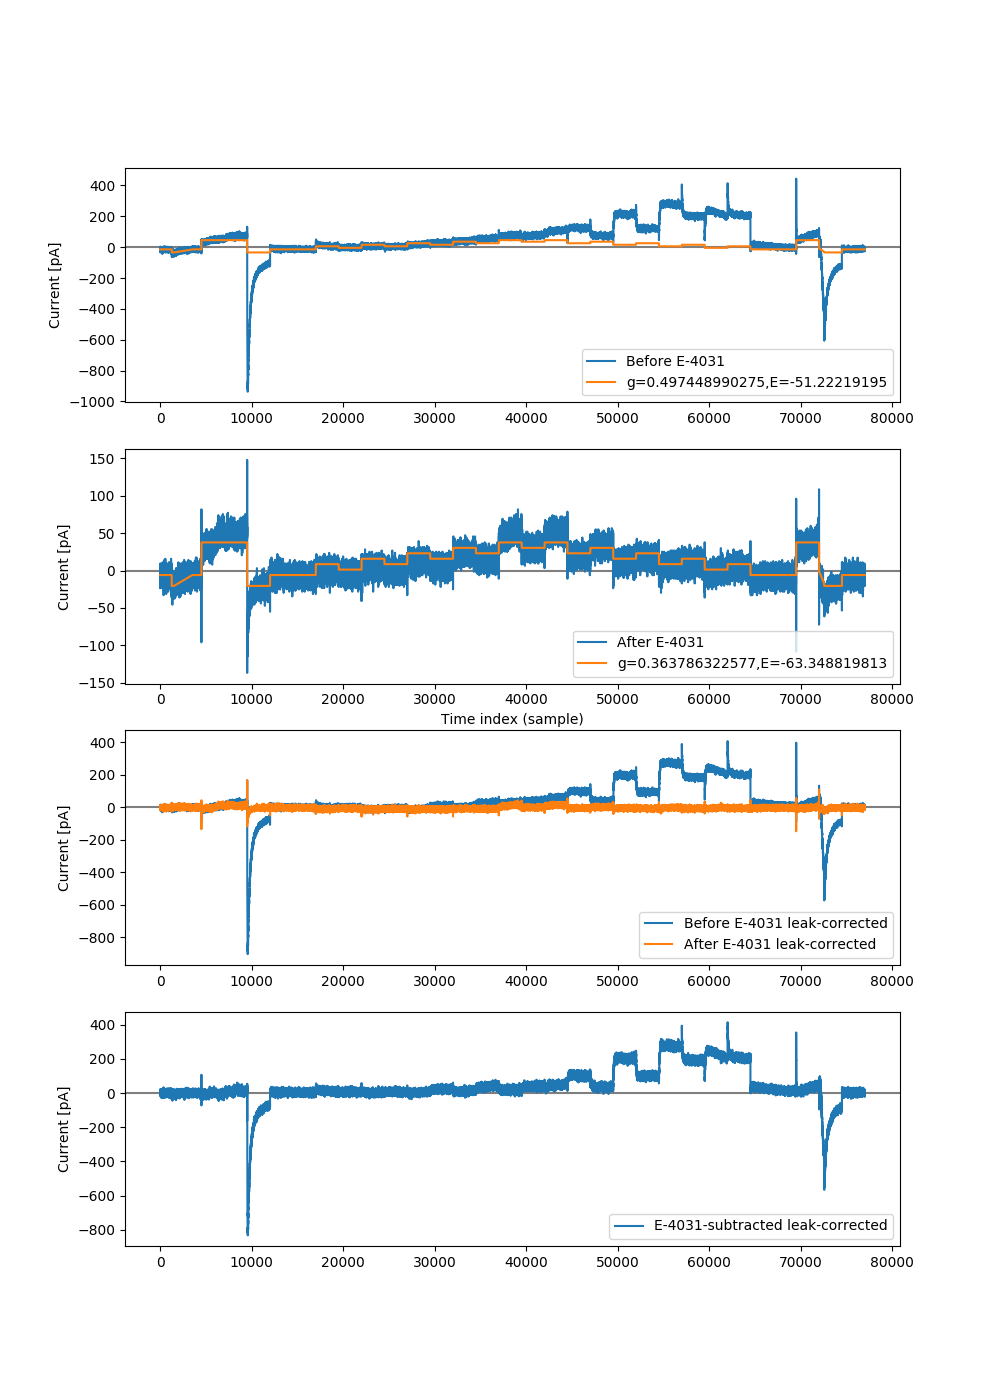 400
200
0
−200
−400
−600
−800
−1000
Current [pA]
Before E-4031
g=0.497448990275,E=-51.22219195
0 10000 20000 30000 40000 50000 60000 70000 80000
150
100
50
0
−50
−100
−150
Current [pA]
After E-4031
g=0.363786322577,E=-63.348819813
0 10000 20000 30000 40000 50000 60000 70000 80000
Time index (sample)
400
200
0
−200
−400
−600
−800
Current [pA]
Before E-4031 leak-corrected
After E-4031 leak-corrected
0 10000 20000 30000 40000 50000 60000 70000 80000
400
200
0
−200
−400
−600
−800
Current [pA]
E-4031-subtracted leak-corrected
0 10000 20000 30000 40000 50000 60000 70000 80000